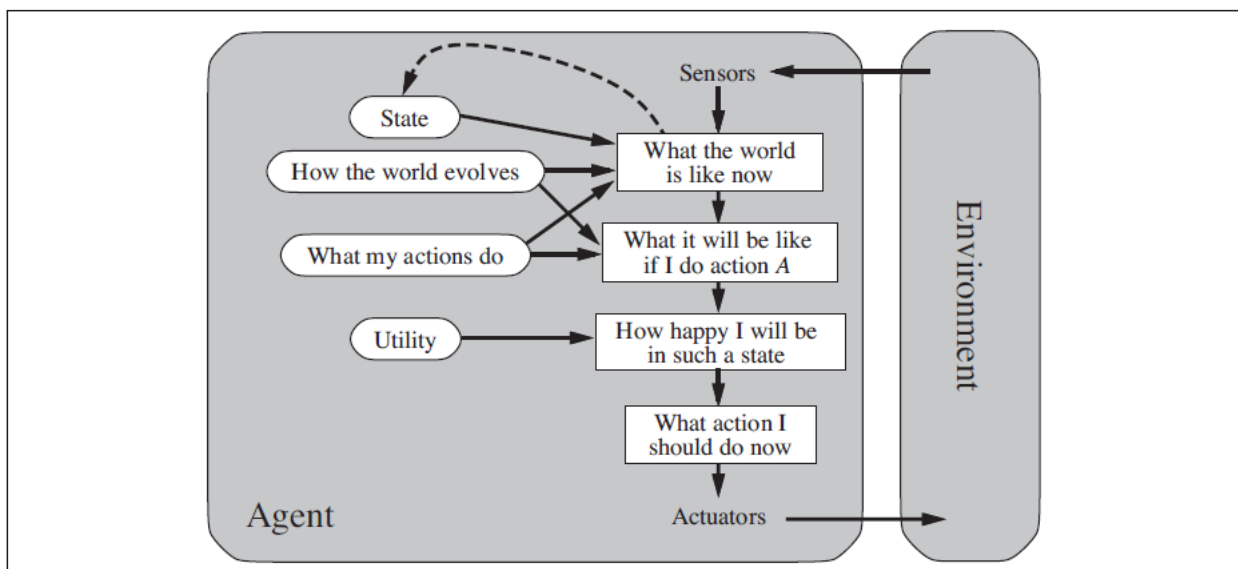 Sensors
State
What the world
is like now
How the world evolves
What my actions do
What it will be like
if I do action A
Utility
How happy I will be
in such a state
What action I
should do now
Agent
Actuators
Environment